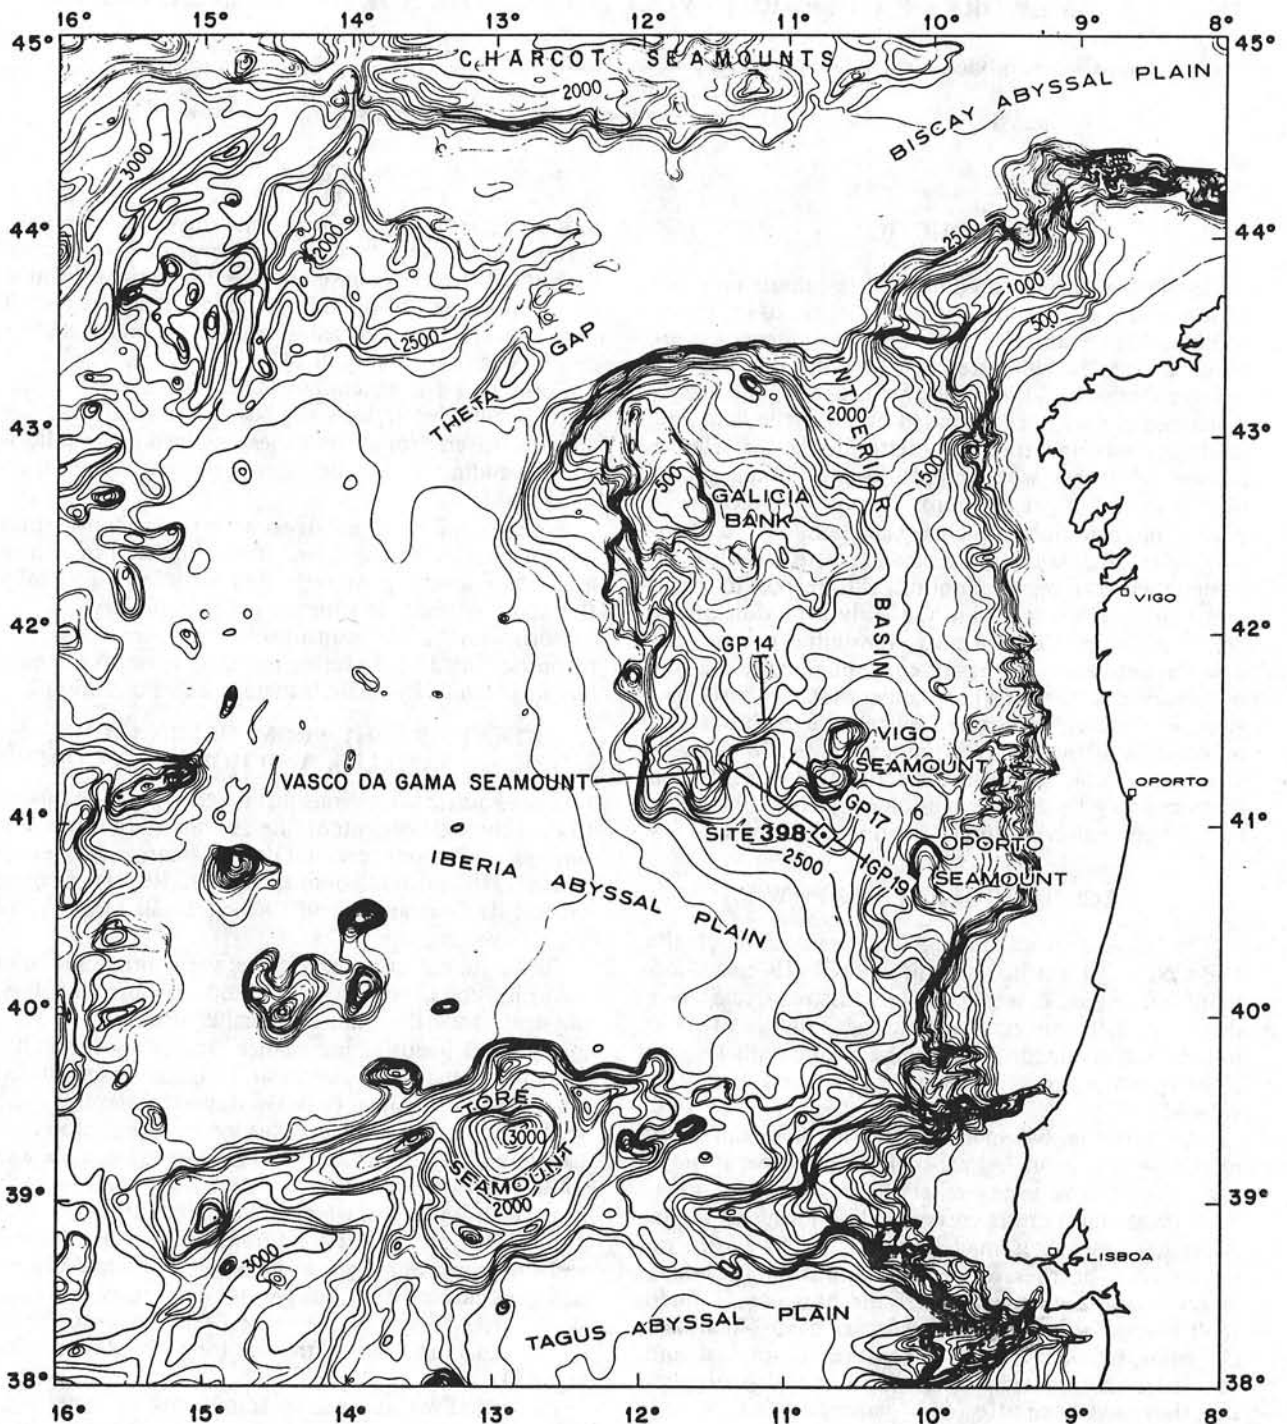 16° 15° 14° 13° 12° 11° 10° 9° 8°
45° 45°
CHARCOT SEAMOUNTS
2000
BISCAY ABYSSAL PLAIN
3000
44° 44°
2000
2500
1000
500
2500
THETA GAP
INTERIOR BASIN
2000
43° 43°
1500
500
GALICIA
BANK
VIGO
42° 42°
GP 14
VIGO
SEAMOUNT
VASCO DA GAMA SEAMOUNT
OPORTO
GP17
41° 41°
SITE 398
2500
OPORTO
SEAMOUNT
GP19
IBERIA ABYSSAL PLAIN
40° 40°
TORE
3000
SEAMOUNT
2000
39° 39°
3000
LISBOA
TAGUS ABYSSAL PLAIN
38° 38°
16° 15° 14° 13° 12° 11° 10° 9° 8°